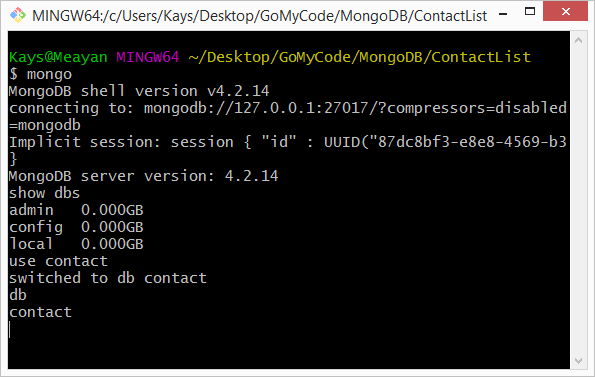 MINGW64:/c/Users/Kays/Desktop/GoMyCode/MongoDB/ContactList
Kays@Meayan MINGW64 ~/Desktop/GoMyCode/MongoDB/ContactList
$ mongo
MongoDB shell version v4.2.14
connecting to: mongodb://127.0.0.1:27017/?compressors=disabled
=mongodb
Implicit session: session { "id" : UUID("87dc8bf3-e8e8-4569-b3
}
MongoDB server version: 4.2.14
show dbs
admin   0.000GB
config  0.000GB
local   0.000GB
use contact
switched to db contact
db
contact